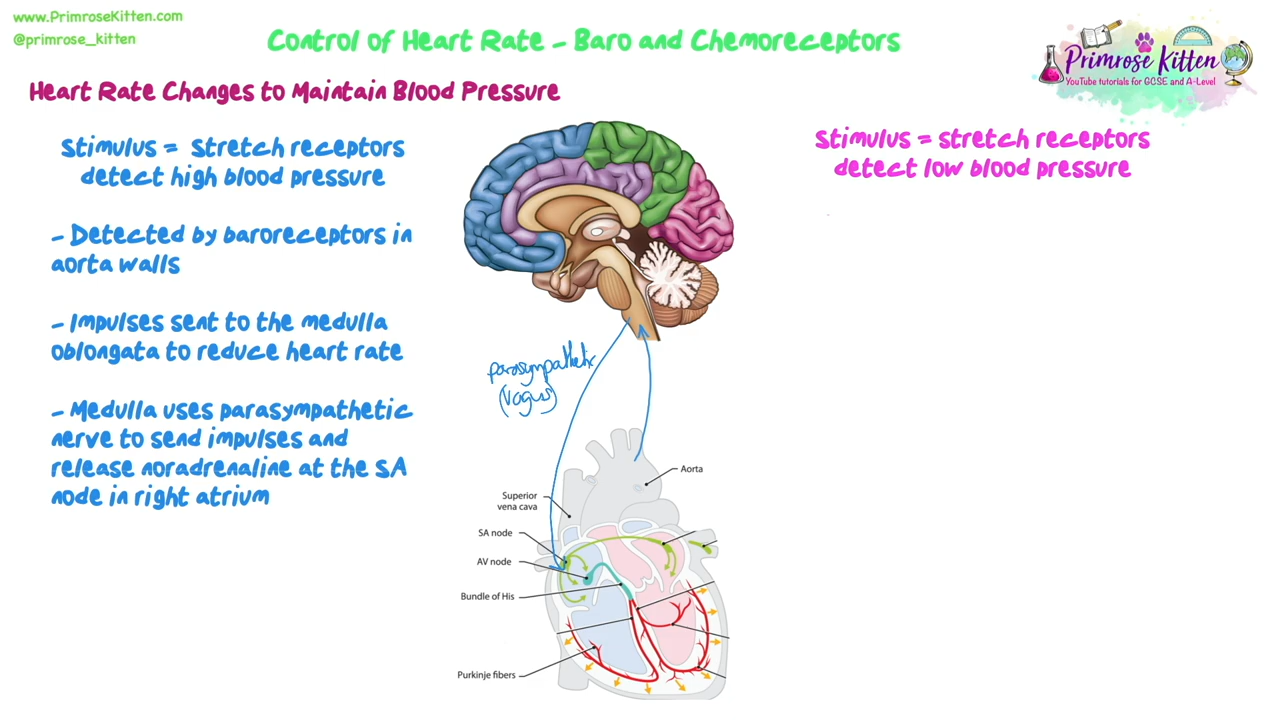 www.PrimroseKitten.com
@primrose_kitten
Control of Heart Rate – Baro and Chemoreceptors
Primrose Kitten
YouTube tutorials for GCSE and A-Level
Heart Rate Changes to Maintain Blood Pressure
Stimulus = stretch receptors
detect high blood pressure
- Detected by baroreceptors in
aorta walls
- Impulses sent to the medulla
oblongata to reduce heart rate
- Medulla uses parasympathetic
nerve to send impulses and
release noradrenaline at the SA
node in right atrium
parasympathetic
(vagus)
Aorta
Superior
vena cava
SA node
AV node
Bundle of His
Purkinje fibers
Stimulus = stretch receptors
detect low blood pressure